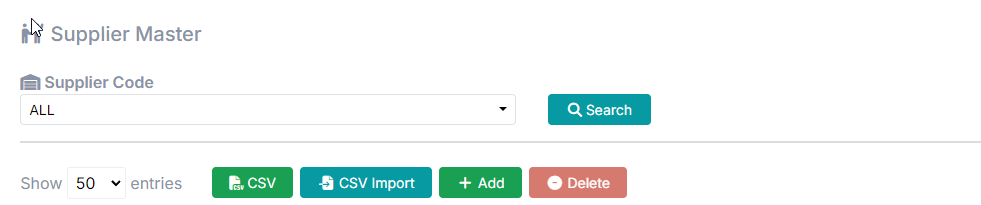 Supplier Master
Supplier Code
ALL
Search
Show 50 entries
CSV
CSV Import
Add
Delete